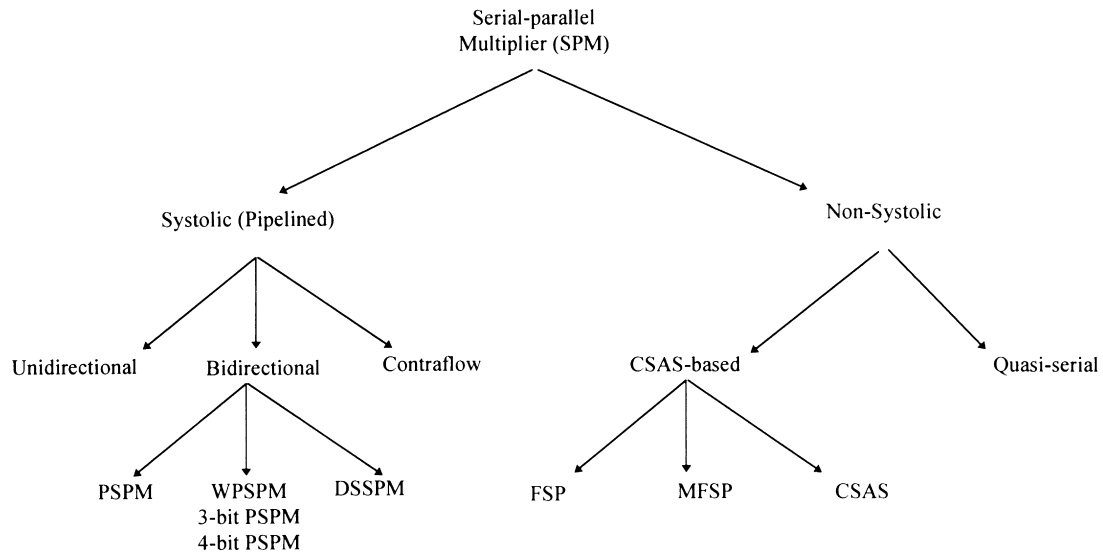 Serial-parallel
Multiplier (SPM)
Systolic (Pipelined)
Non-Systolic
Unidirectional
Bidirectional
Contraflow
CSAS-based
Quasi-serial
PSPM
WPSPM
3-bit PSPM
4-bit PSPM
DSSPM
FSP
MFSP
CSAS